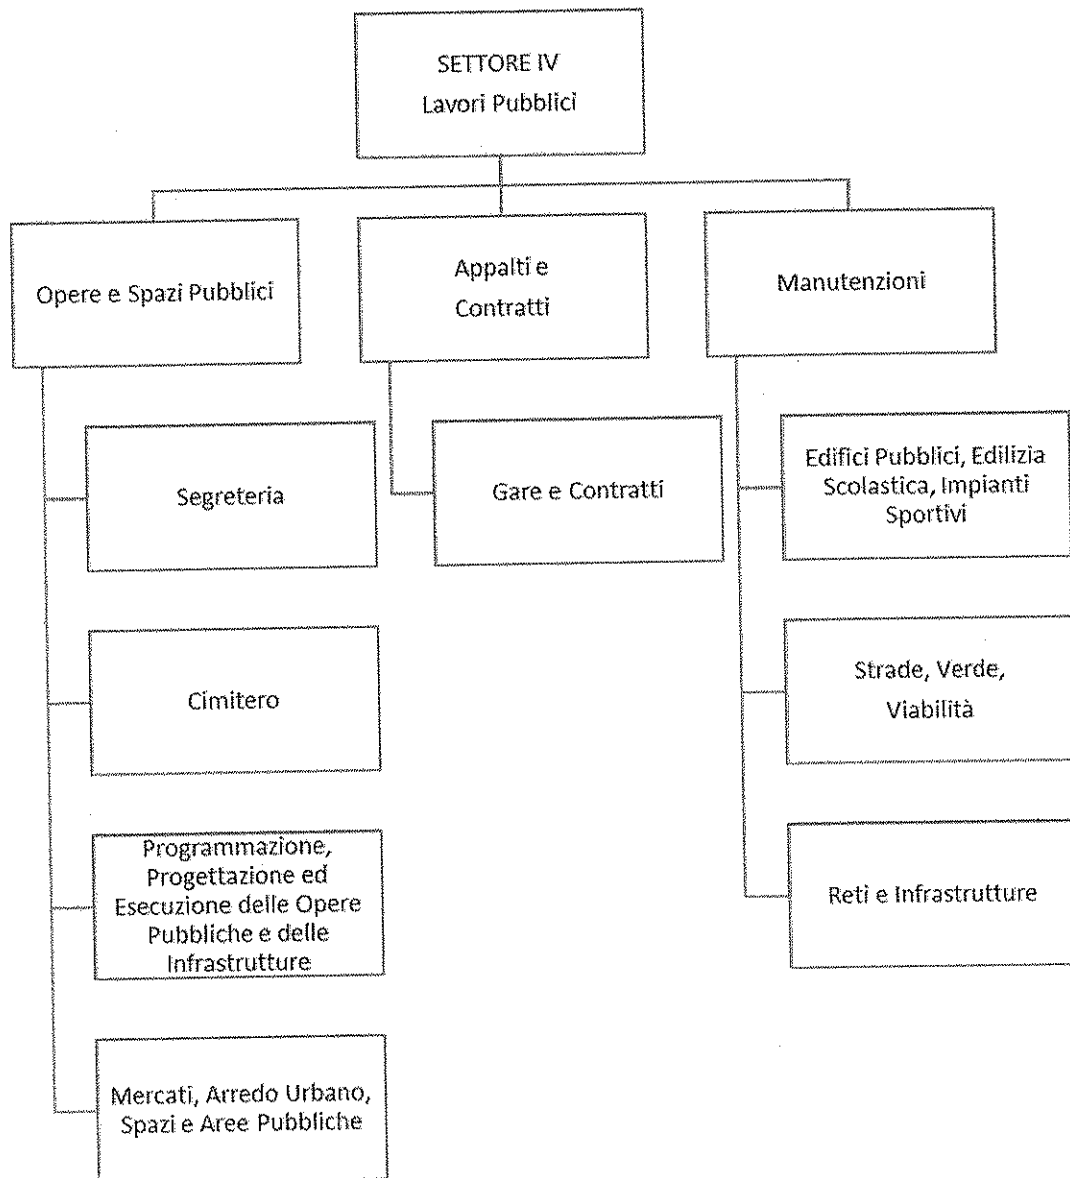 SETTORE IV
Lavori Pubblici
Opere e Spazi Pubblici
Appalti e
Contratti
Manutenzioni
Segreteria
Cimitero
Programmazione,
Progettazione ed
Esecuzione delle Opere
Pubbliche e delle
Infrastrutture
Mercati, Arredo Urbano,
Spazi e Aree Pubbliche
Gare e Contratti
Edifici Pubblici, Edilizia
Scolastica, Impianti
Sportivi
Strade, Verde,
Viabilità
Reti e Infrastrutture